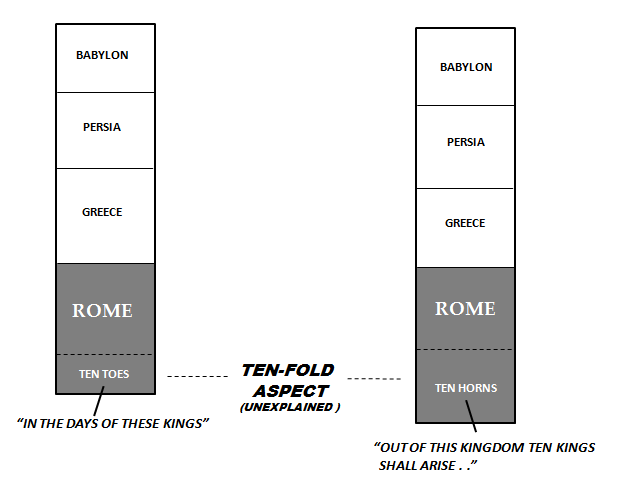 BABYLON
PERSIA
GREECE
ROME
TEN TOES
“IN THE DAYS OF THESE KINGS”
TEN-FOLD
ASPECT
(UNEXPLAINED )
BABYLON
PERSIA
GREECE
ROME
TEN HORNS
“OUT OF THIS KINGDOM TEN KINGS
SHALL ARISE . .”